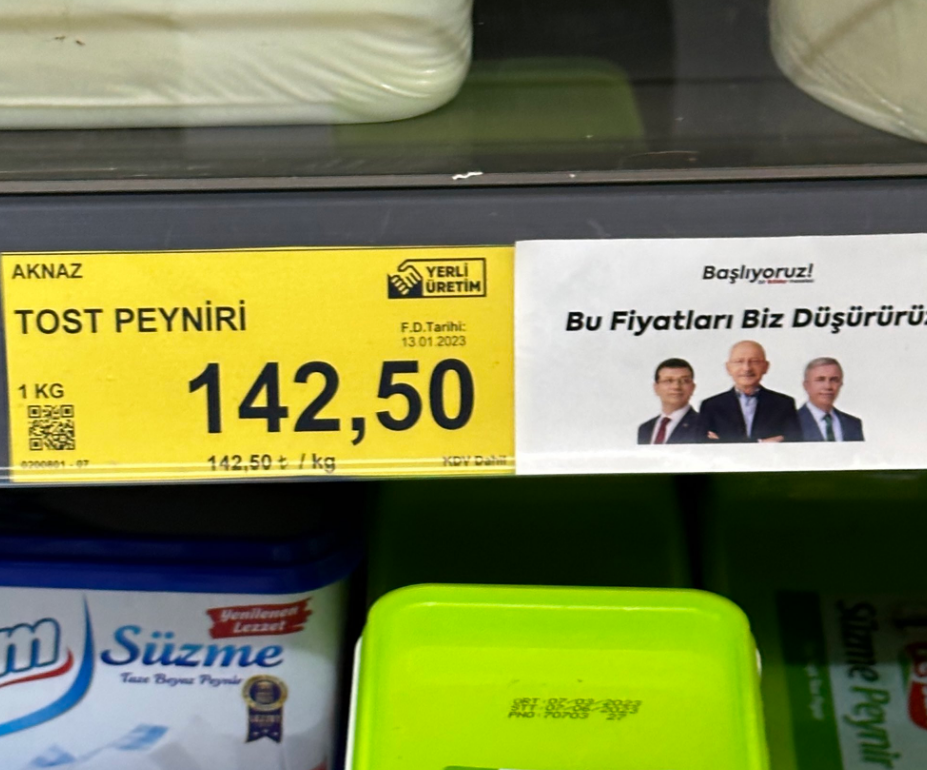 AKNAZ
YERLİ
ÜRETİM
TOST PEYNİRİ
F.D.Tarihi:
13.01.2023
1 KG
142,50
142,50 ₺ / kg
KDV Dahil
Başlıyoruz!
Bu Fiyatları Biz Düşürürüz
Yenilenen
Lezzet
m
Süzme
Taze Beyaz Peynir
Süzme Peynir